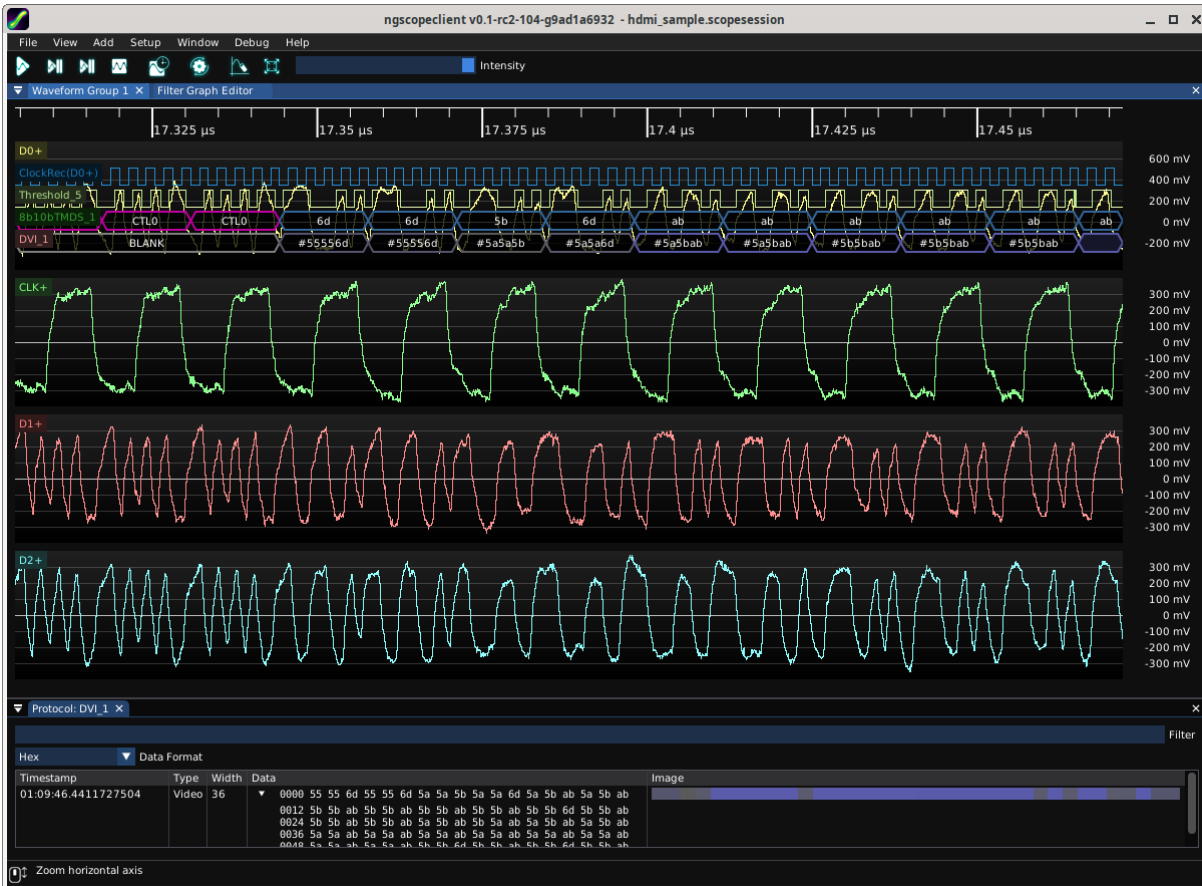 ngscopeclient v0.1-rc2-104-g9ad1a6932 - hdmi_sample.scopesession
File View Add Setup Window Debug Help
Intensity
Waveform Group 1 Filter Graph Editor
17.325 µs 17.35 µs 17.375 µs 17.4 µs 17.425 µs 17.45 µs
D0+
600 mV
ClockRec(D0+)
400 mV
Threshold_5
200 mV
8b10bTMDS_1 CTL0 CTL0 6d 6d 5b 6d ab ab ab ab ab ab
0 mV
DVI_1 BLANK #55556d #55556d #5a5a5b #5a5a6d #5a5bab #5a5bab #5b5bab #5b5bab #5b5bab
-200 mV
CLK+
300 mV
200 mV
100 mV
0 mV
-100 mV
-200 mV
-300 mV
D1+
300 mV
200 mV
100 mV
0 mV
-100 mV
-200 mV
-300 mV
D2+
300 mV
200 mV
100 mV
0 mV
-100 mV
-200 mV
-300 mV
Protocol: DVI_1
Filter
Hex Data Format
Timestamp Type Width Data Image
01:09:46.4411727504 Video 36 0000 55 55 6d 55 55 6d 5a 5a 5b 5a 5a 6d 5a 5b ab 5a 5b ab
0012 5b 5b ab 5b 5b ab 5b 5b ab 5b 5b 6d 5b 5b ab
0024 5b 5b ab 5b 5b ab 5b 5b ab 5b 5b ab 5a 5b ab
0036 5a 5a ab 5a 5a ab 5a 5a ab 5a 5a ab 5a 5a ab
Zoom horizontal axis